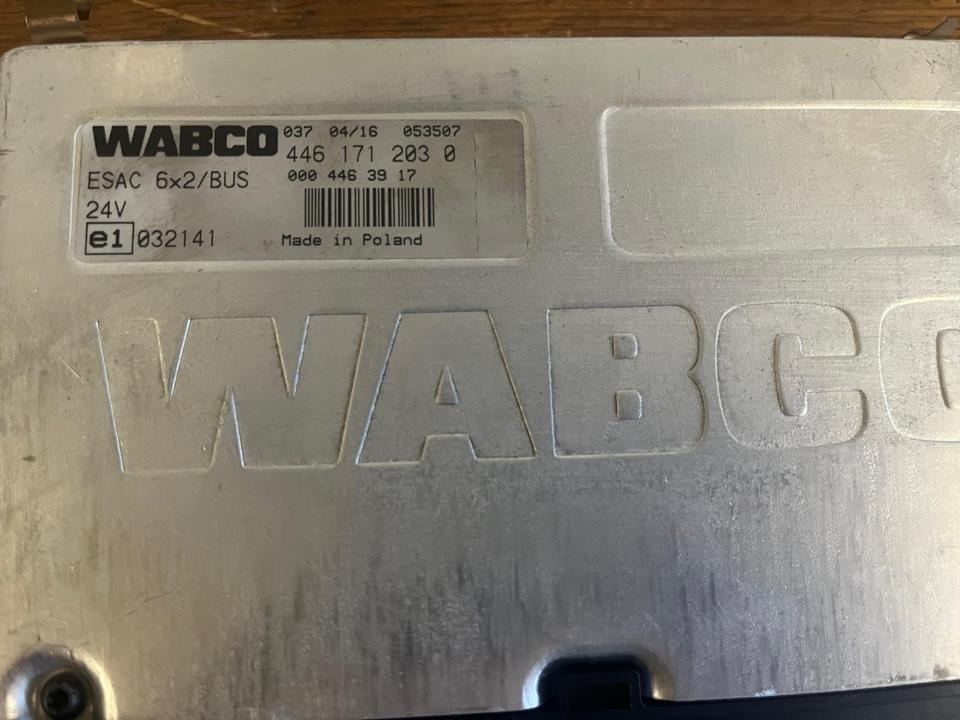 WABCO 037 04/16 053507
446 171 203 0
ESAC 6x2/BUS 000 446 39 17
24V
e1 032141 Made in Poland
WABCO